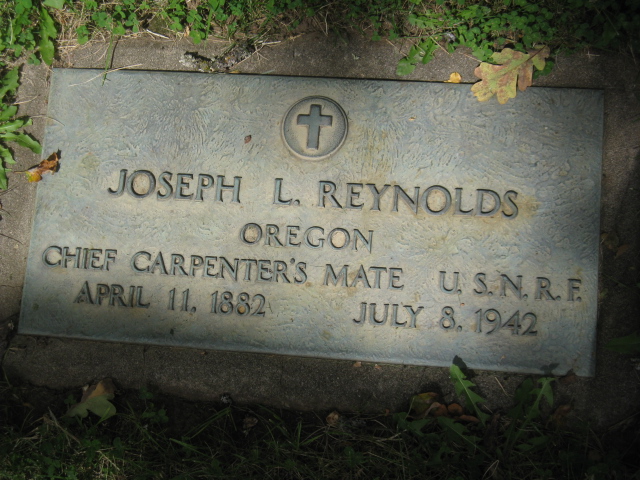 JOSEPH L. REYNOLDS
OREGON
CHIEF CARPENTER'S MATE U.S.N.R.F.
APRIL 11, 1882 JULY 8, 1942